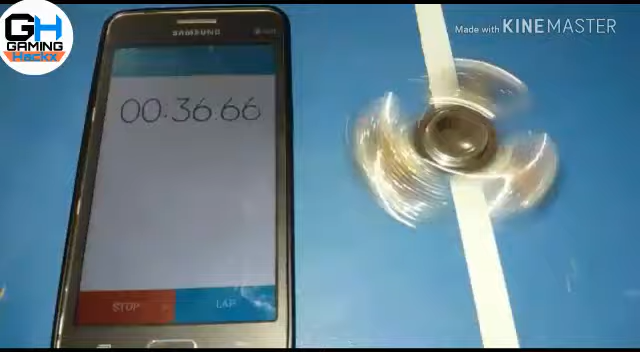 GH
GAMING
Hackx
Made with KINEMASTER
SAMSUNG
00:36.66
STOP
LAP